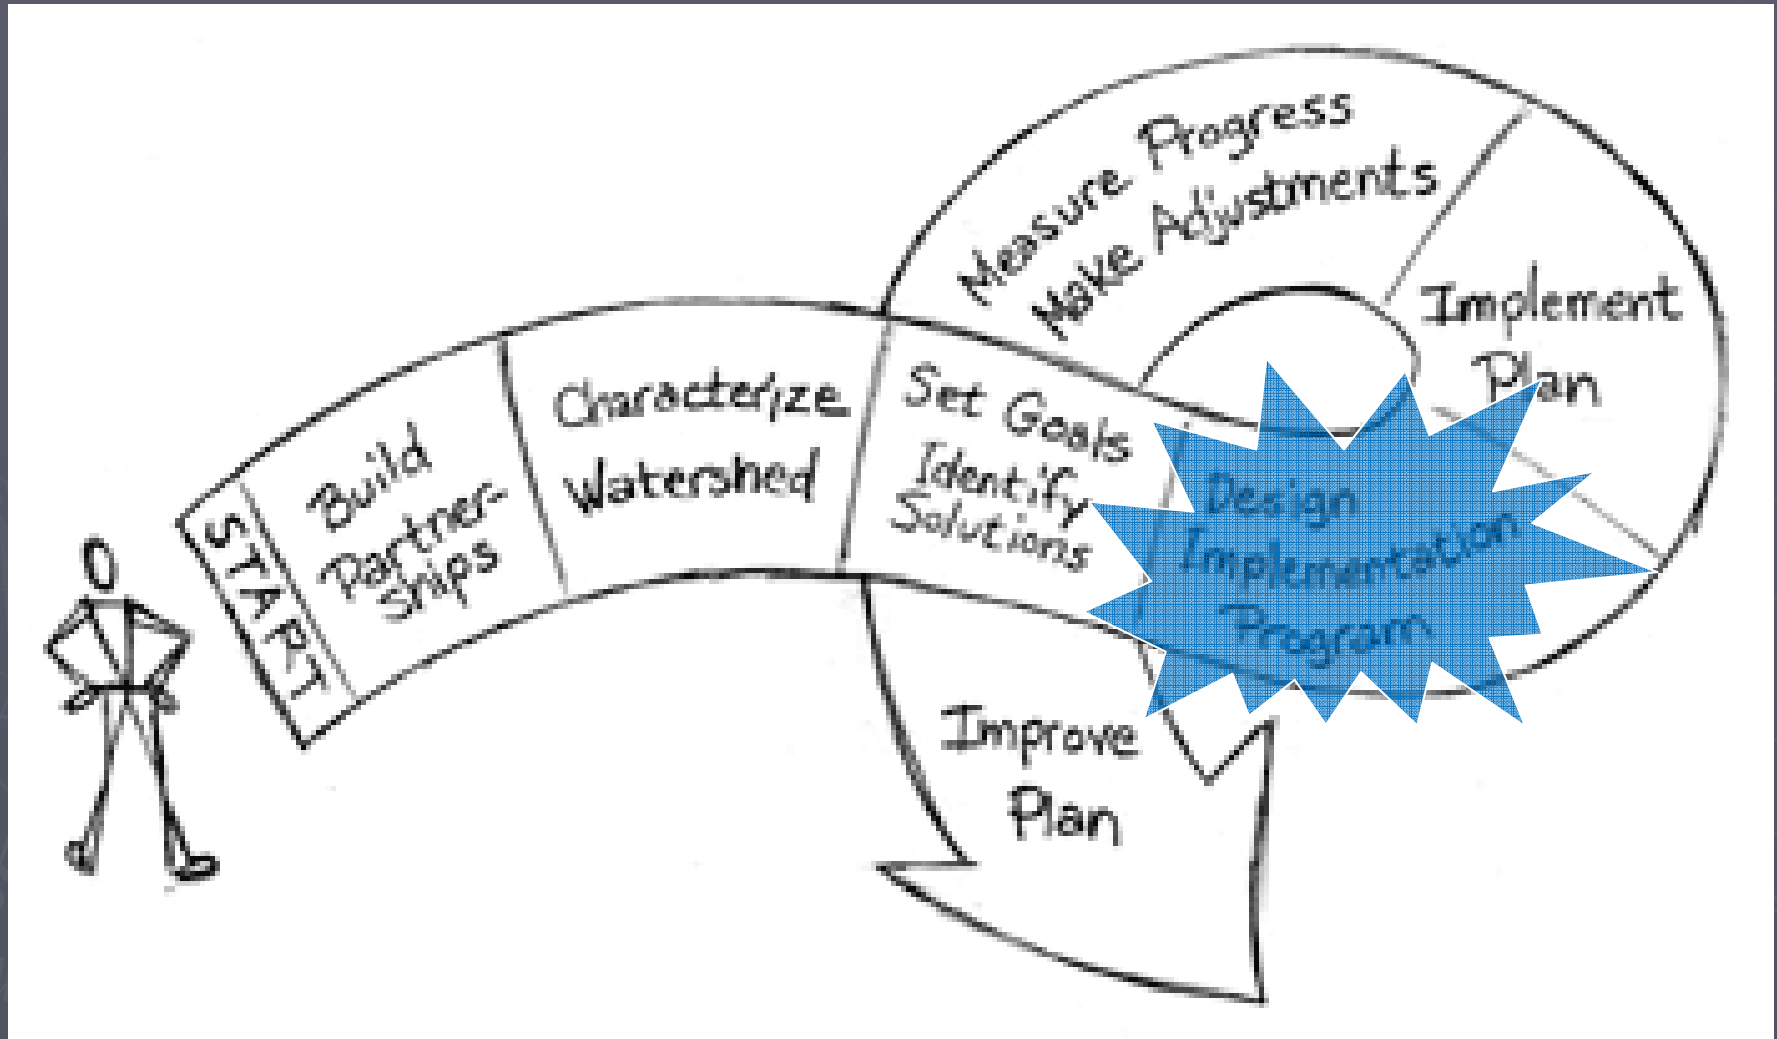 START
Build
Partner-
ships
Characterize
Watershed
Set Goals
Identify
Solutions
Design
Implementation
Program
Implement
Plan
Measure Progress
Make Adjustments
Improve
Plan